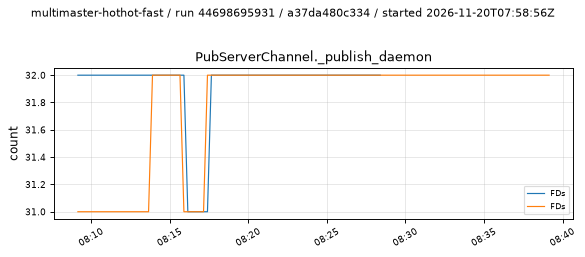 multimaster-hothot-fast / run 44698695931 / a37da480c334 / started 2026-11-20T07:58:56Z
PubServerChannel._publish_daemon
32.0
31.8
31.6
31.4
31.2
31.0
count
FDs
FDs
08:10
08:15
08:20
08:25
08:30
08:35
08:40